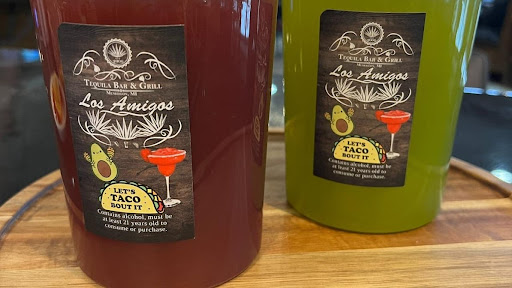 TEQUILA BAR & GRILL
Los Amigos
LET'S
TACO
BOUT IT
Contains alcohol, must be
at least 21 years old to
consume or purchase.
TEQUILA BAR & GRILL
Los Amigos
LET'S
TACO
BOUT IT
Contains alcohol, must be
at least 21 years old to
consume or purchase.